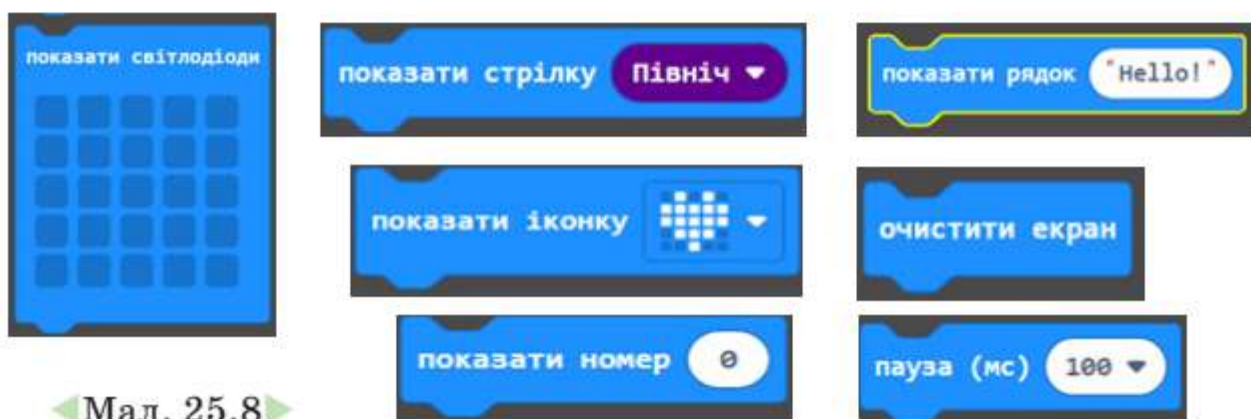 показати світлодіоди
показати стрілку Північ
показати рядок "Hello!"
показати іконку
очистити екран
показати номер 0
пауза (мс) 100
Мал. 25.8